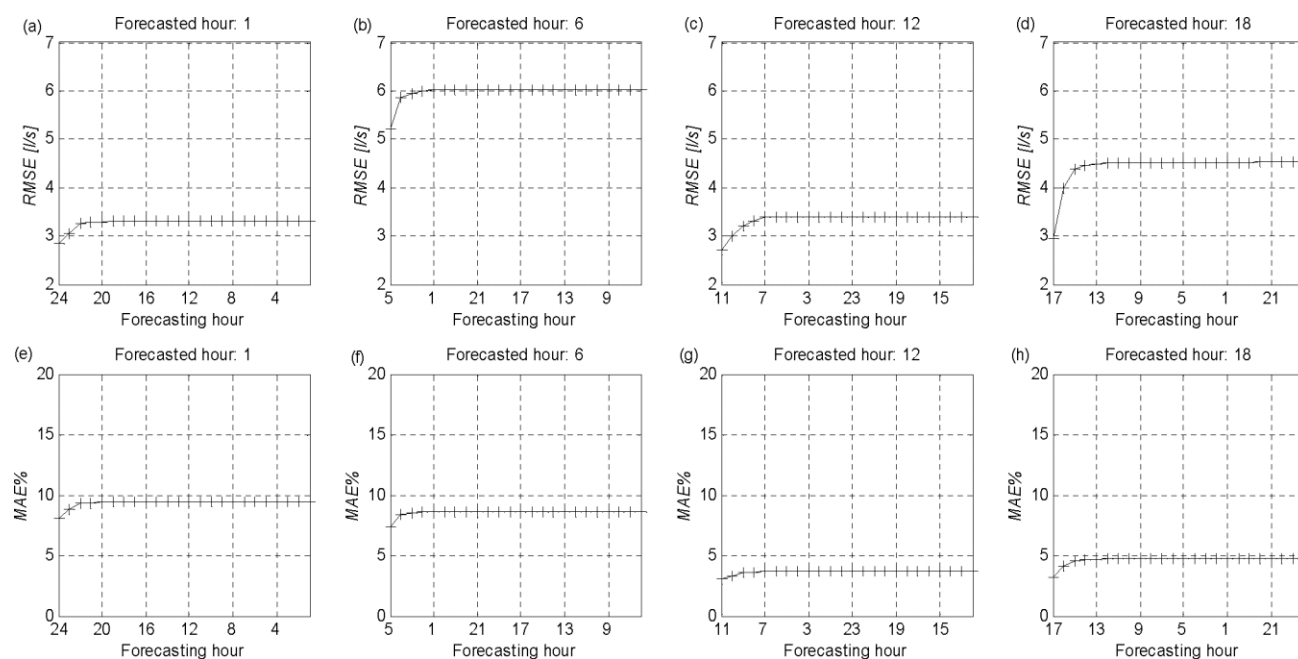 (a) Forecasted hour: 1
7
6
5
4
3
2
RMSE [l/s]
24 20 16 12 8 4
Forecasting hour
(b) Forecasted hour: 6
7
6
5
4
3
2
RMSE [l/s]
5 1 21 17 13 9
Forecasting hour
(c) Forecasted hour: 12
7
6
5
4
3
2
RMSE [l/s]
11 7 3 23 19 15
Forecasting hour
(d) Forecasted hour: 18
7
6
5
4
3
2
RMSE [l/s]
17 13 9 5 1 21
Forecasting hour
(e) Forecasted hour: 1
20
15
10
5
0
MAE%
24 20 16 12 8 4
Forecasting hour
(f) Forecasted hour: 6
20
15
10
5
0
MAE%
5 1 21 17 13 9
Forecasting hour
(g) Forecasted hour: 12
20
15
10
5
0
MAE%
11 7 3 23 19 15
Forecasting hour
(h) Forecasted hour: 18
20
15
10
5
0
MAE%
17 13 9 5 1 21
Forecasting hour